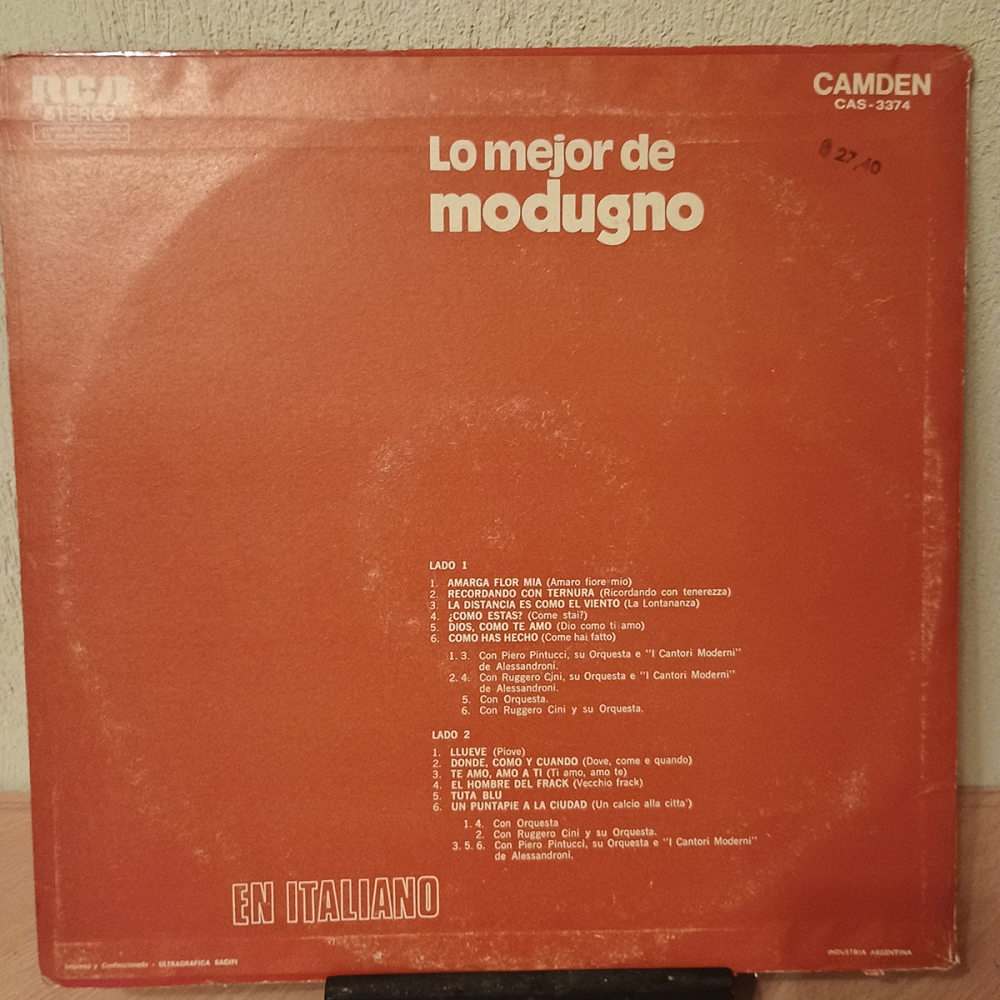 RCA
STEREO
CAMDEN
CAS-3374
27,40
Lo mejor de
modugno
LADO 1
1. AMARGA FLOR MIA (Amaro fiore mio)
2. RECORDANDO CON TERNURA (Ricordando con tenerezza)
3. LA DISTANCIA ES COMO EL VIENTO (La Lontananza)
4. ¿COMO ESTAS? (Come stai?)
5. DIOS, COMO TE AMO (Dio como ti amo)
6. COMO HAS HECHO (Come hai fatto)
1. 3. Con Piero Pintucci, su Orquesta e "I Cantori Moderni"
de Alessandroni.
2. 4. Con Ruggero Cini, su Orquesta e "I Cantori Moderni"
de Alessandroni.
5. Con Orquesta.
6. Con Ruggero Cini y su Orquesta.
LADO 2
1. LLUEVE (Piove)
2. DONDE, COMO Y CUANDO (Dove, come e quando)
3. TE AMO, AMO A TI (Ti amo, amo te)
4. EL HOMBRE DEL FRACK (Vecchio frack)
5. TUTA BLU
6. UN PUNTAPIE A LA CIUDAD (Un calcio alla citta')
1. 4. Con Orquesta
2. Con Ruggero Cini y su Orquesta.
3. 5. 6. Con Piero Pintucci, su Orquesta e "I Cantori Moderni"
de Alessandroni.
EN ITALIANO
Impreso y Confeccionado - ULTRAGRAFICA SAGIFI
INDUSTRIA ARGENTINA